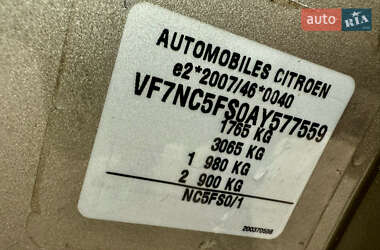 auto RIA
AUTOMOBILES CITROEN
e2*2007/46*0040
VF7NC5FS0AY577559
1765 KG
3065 KG
1 980 KG
2 900 KG
NC5FS0/1
200370598